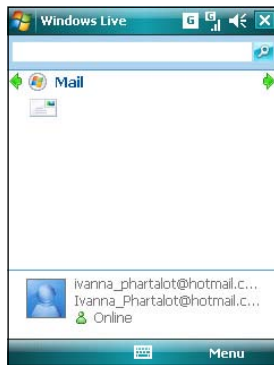 Windows Live
G G
Mail
ivanna_phartalot@hotmail.c...
Ivanna_Phartalot@hotmail.c...
Online
Menu